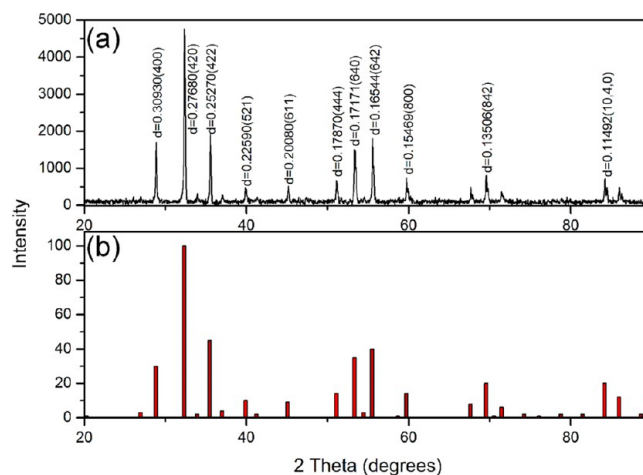 (a)
5000
4000
3000
2000
1000
0
d=0.30930(400)
d=0.27680(420)
d=0.25270(422)
d=0.22590(521)
d=0.20080(611)
d=0.17870(444)
d=0.17171(640)
d=0.16544(642)
d=0.15469(800)
d=0.13506(842)
d=0.11492(10,4,0)
20 40 60 80
Intensity
(b)
100
80
60
40
20
0
20 40 60 80
2 Theta (degrees)